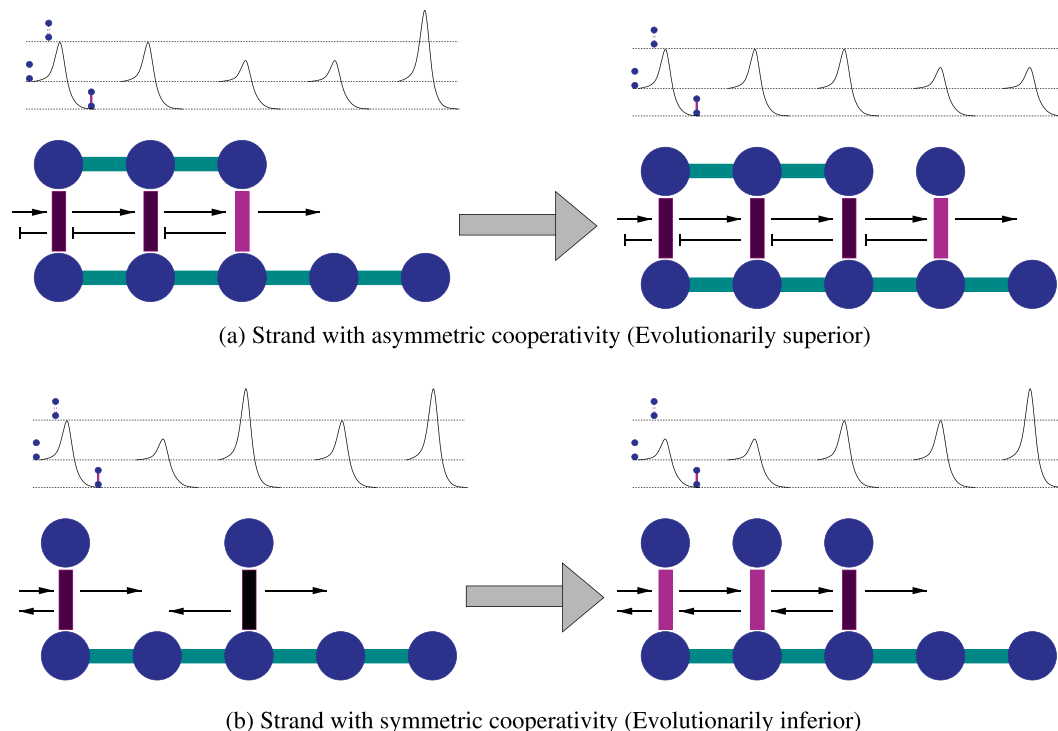 (a) Strand with asymmetric cooperativity (Evolutionarily superior)
(b) Strand with symmetric cooperativity (Evolutionarily inferior)